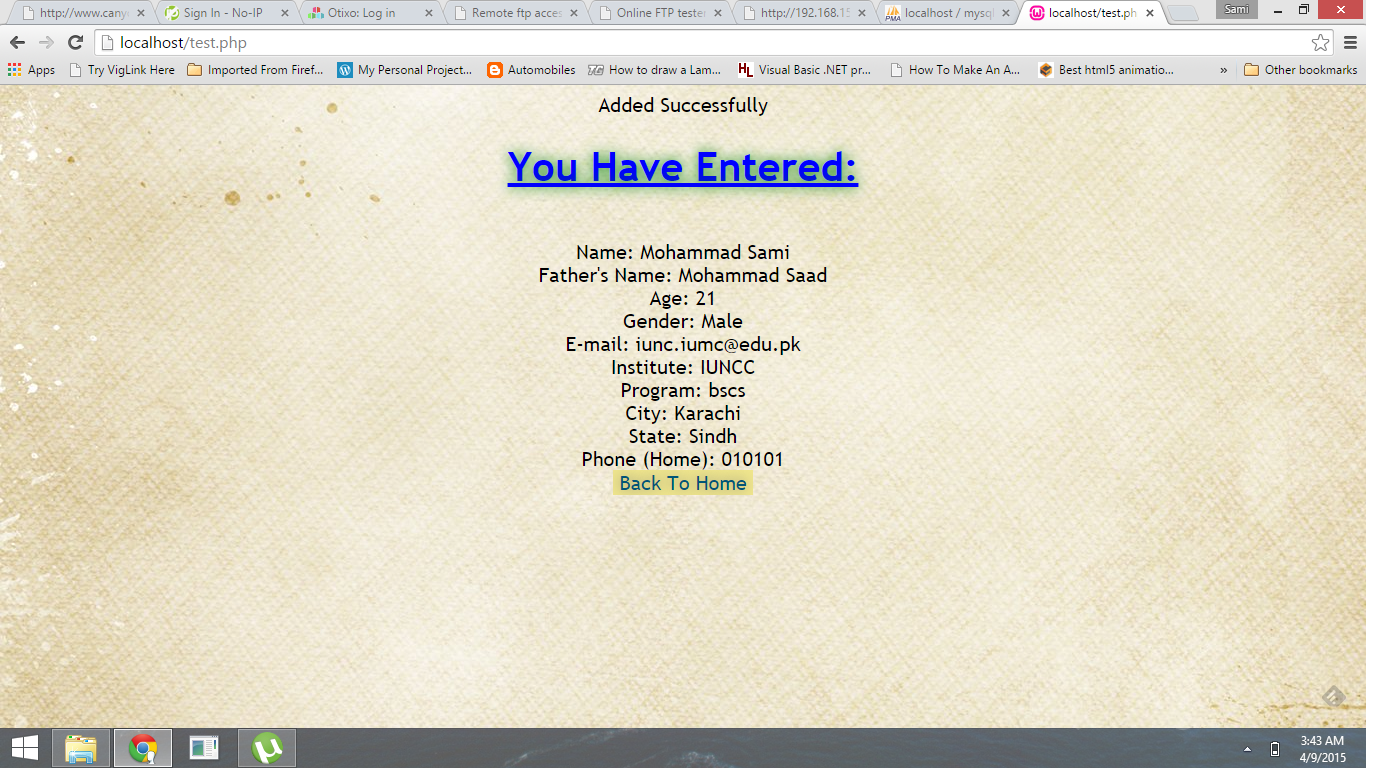 http://www.cany
Sign In - No-IP
Otixo: Log in
Remote ftp acces
Online FTP tester
http://192.168.15
localhost / mysql
localhost/test.ph
Sami
localhost/test.php
Apps
Try VigLink Here
Imported From Firef...
My Personal Project...
Automobiles
TG How to draw a Lam...
HL Visual Basic .NET pr...
How To Make An A...
Best html5 animatio...
»
Other bookmarks
Added Successfully
You Have Entered:
Name: Mohammad Sami
Father's Name: Mohammad Saad
Age: 21
Gender: Male
E-mail: iunc.iumc@edu.pk
Institute: IUNCC
Program: bscs
City: Karachi
State: Sindh
Phone (Home): 010101
Back To Home
3:43 AM
4/9/2015